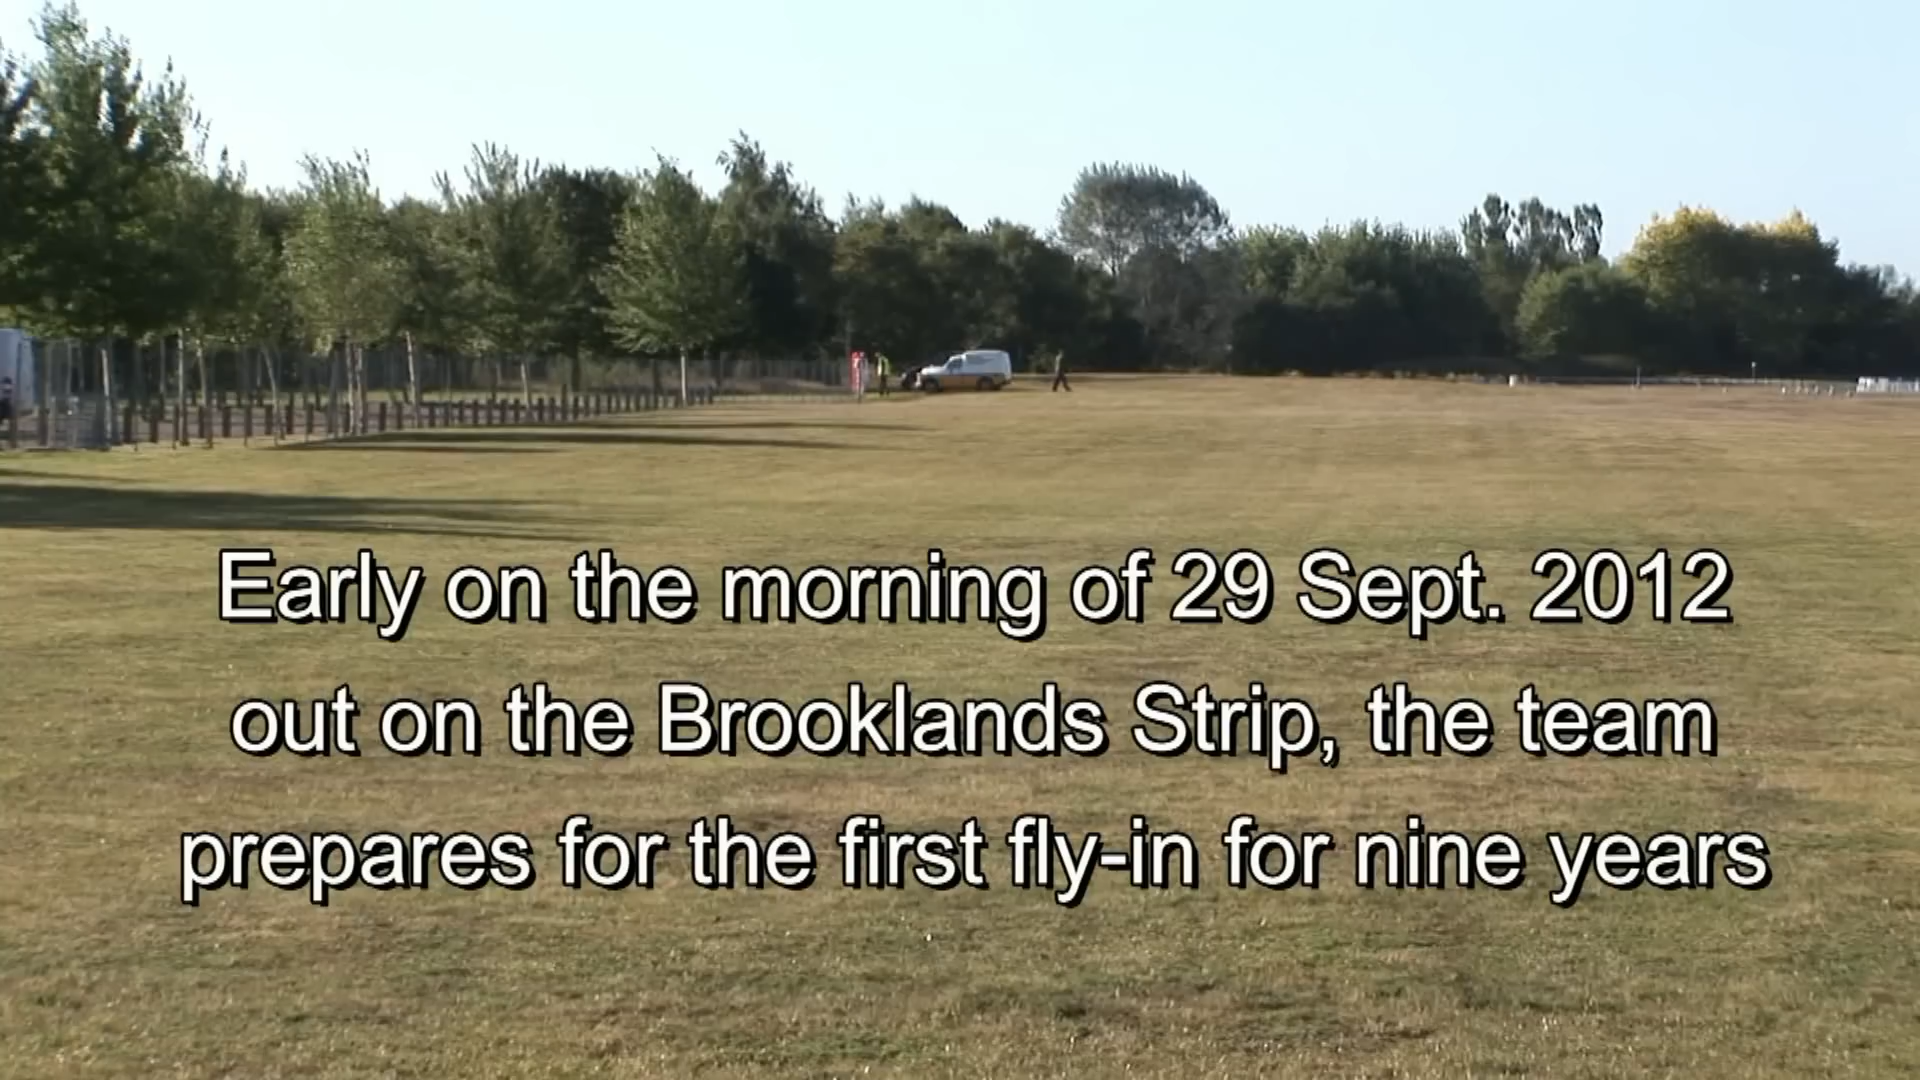 Early on the morning of 29 Sept. 2012
out on the Brooklands Strip, the team
prepares for the first fly-in for nine years